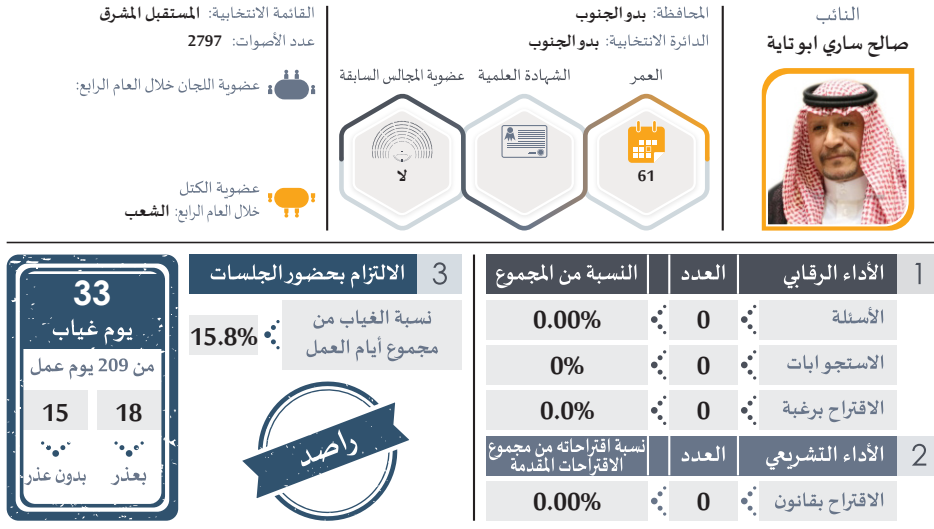 النائب
صالح ساري ابو تاية
المحافظة: بدو الجنوب
الدائرة الانتخابية: بدو الجنوب
العمر
الشهادة العلمية
عضوية المجالس السابقة
61
لا
القائمة الانتخابية: المستقبل المشرق
عدد الأصوات: 2797
عضوية اللجان خلال العام الرابع:
عضوية الكتل
خلال العام الرابع: الشعب
1 الأداء الرقابي العدد النسبة من المجموع
الأسئلة 0 0.00%
الاستجوابات 0 0%
الاقتراح برغبة 0 0.0%
2 الأداء التشريعي العدد نسبة اقتراحاته من مجموع
الاقتراحات المقدمة
الاقتراح بقانون 0 0.00%
3 الالتزام بحضور الجلسات
نسبة الغياب من
مجموع أيام العمل
15.8%
راصد
33
يوم غياب
من 209 يوم عمل
18 15
بعذر بدون عذر